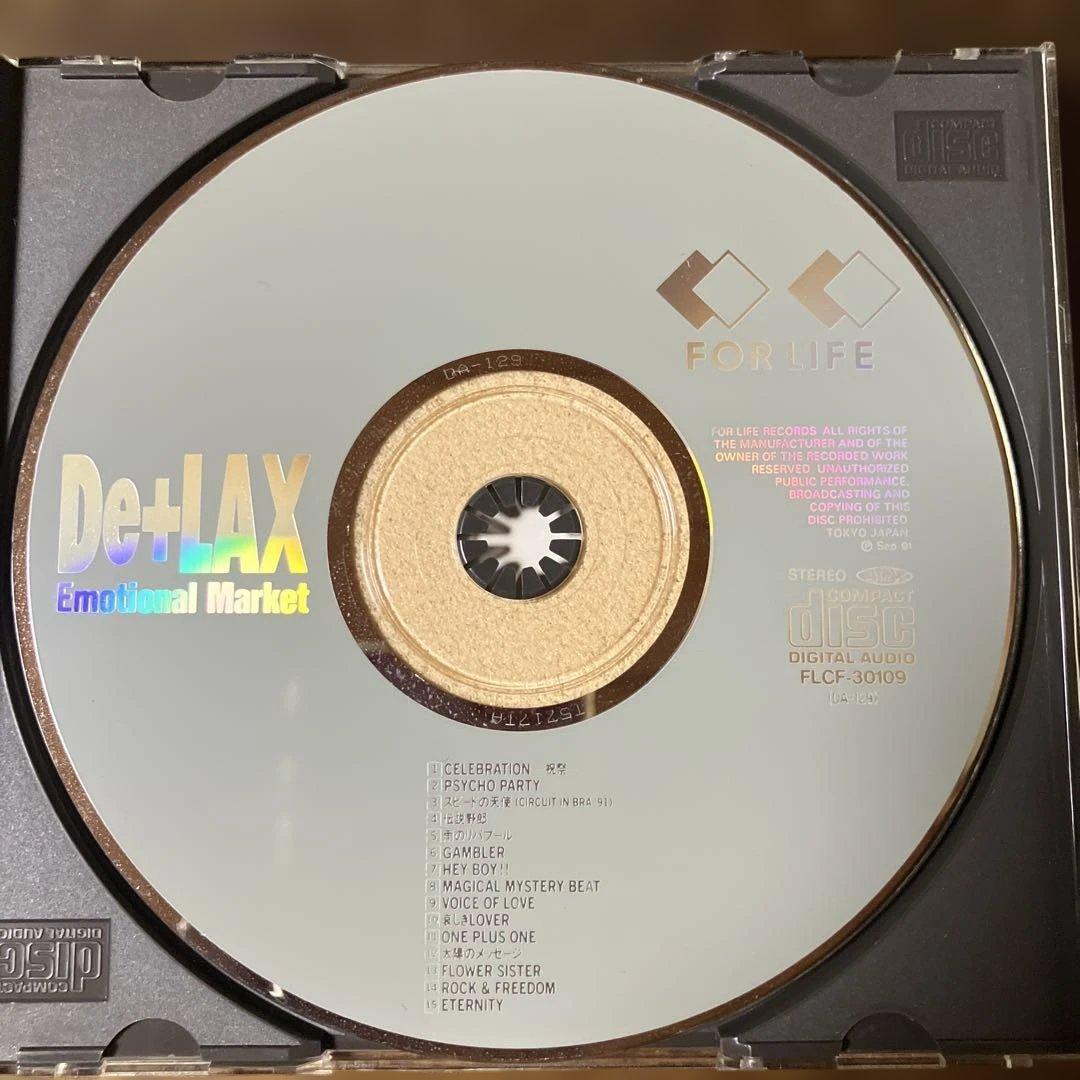 COMPACT
disc
DIGITAL AUDIO
FOR LIFE
DA-129
De+LAX
Emotional Market
FOR LIFE RECORDS ALL RIGHTS OF
THE MANUFACTURER AND OF THE
OWNER OF THE RECORDED WORK
RESERVED. UNAUTHORIZED
PUBLIC PERFORMANCE,
BROADCASTING AND
COPYING OF THIS
DISC PROHIBITED.
TOKYO JAPAN
Ⓟ Sep 91
STEREO
COMPACT
disc
DIGITAL AUDIO
FLCF-30109
(DA-129)
1 CELEBRATION 祝祭
2 PSYCHO PARTY
3 スピードの天使 (CIRCUIT IN BRA '91)
4 伝説野郎
5 雨のリバプール
6 GAMBLER
7 HEY BOY!!
8 MAGICAL MYSTERY BEAT
9 VOICE OF LOVE
10 哀しきLOVER
11 ONE PLUS ONE
12 太陽のメッセージ
13 FLOWER SISTER
14 ROCK & FREEDOM
15 ETERNITY
COMPACT
disc
DIGITAL AUDIO